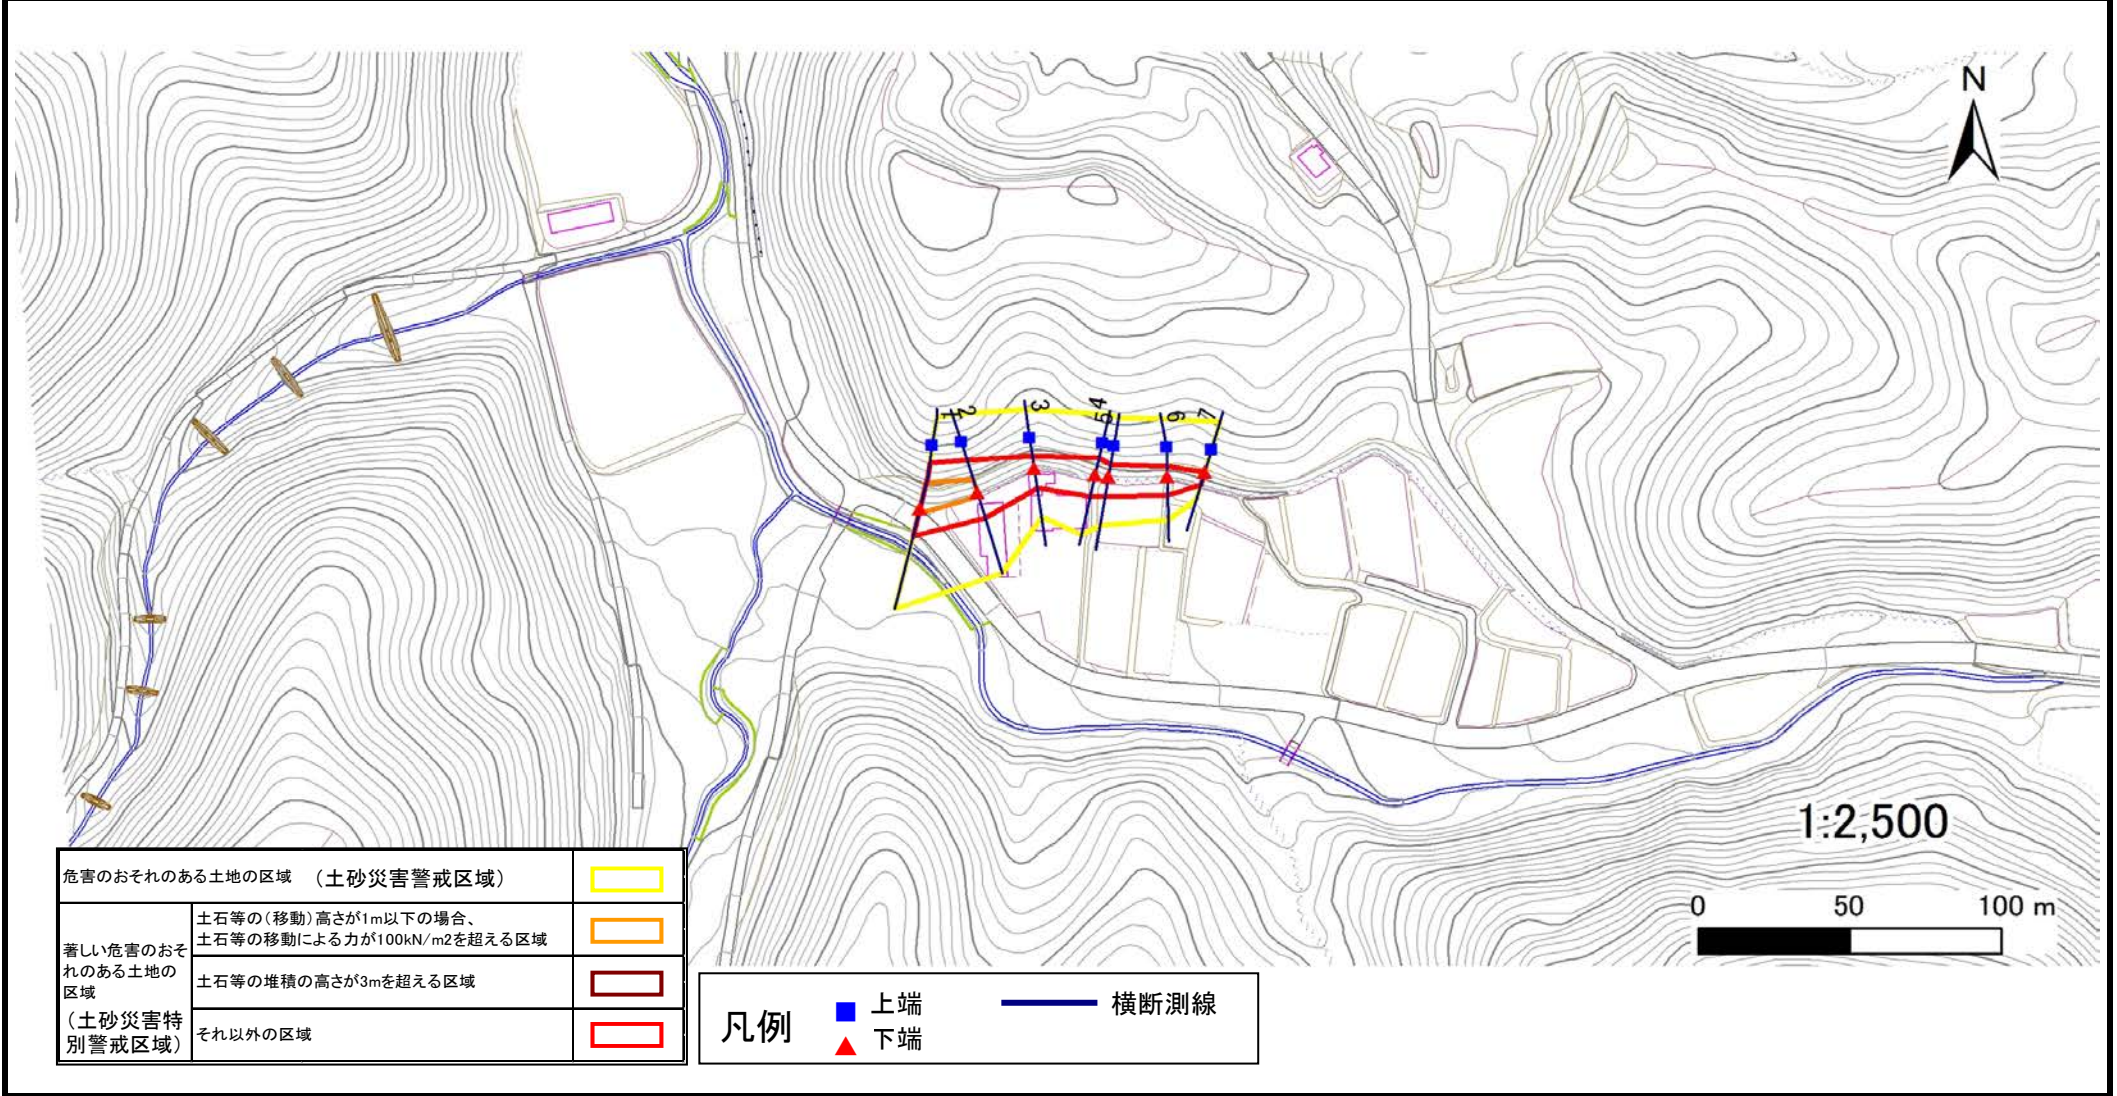 N
1
2
3
4
5
6
7
1:2,500
0 50 100 m
危害のおそれのある土地の区域 (土砂災害警戒区域)
著しい危害のおそ
れのある土地の
区域
(土砂災害特
別警戒区域)
土石等の(移動)高さが1m以下の場合、
土石等の移動による力が100kN/m2を超える区域
土石等の堆積の高さが3mを超える区域
それ以外の区域
凡例
上端
下端
横断測線